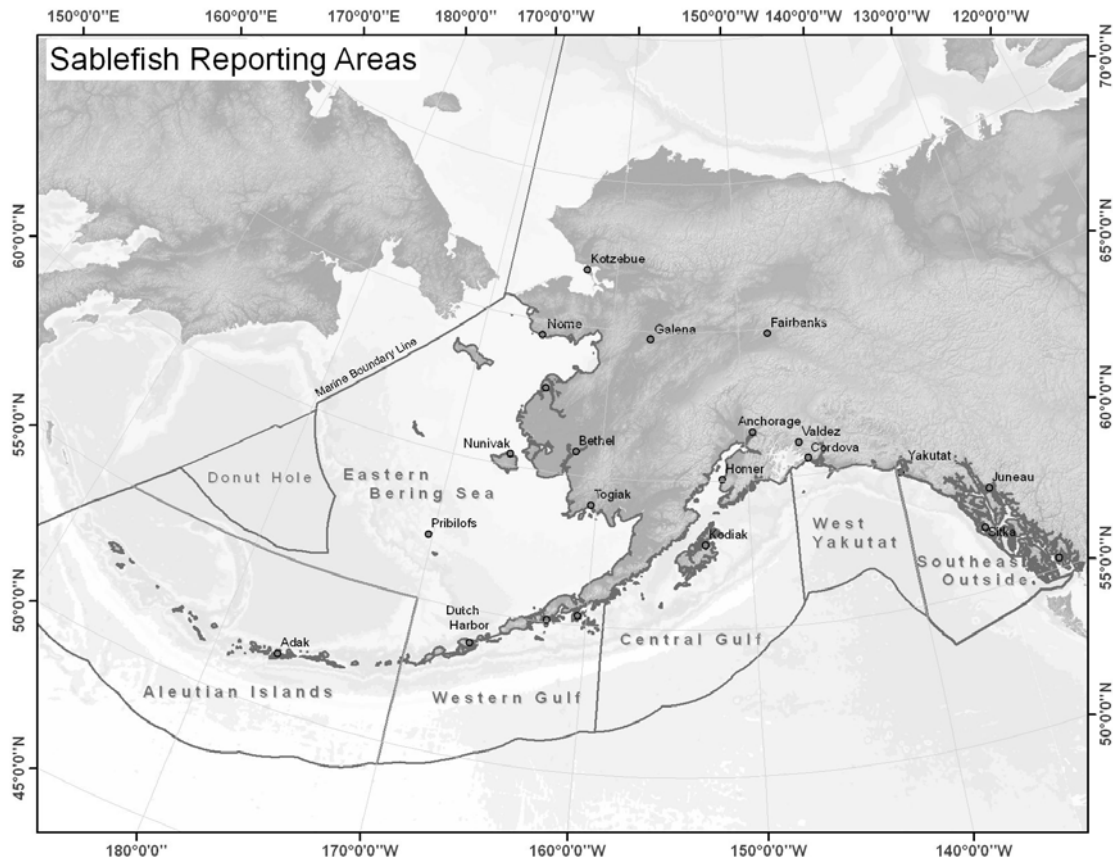 150°0'0"E
160°0'0"E
170°0'0"E
180°0'0"
170°0'0"W
150°0'0"W
140°0'0"W
130°0'0"W
120°0'0"W
Sablefish Reporting Areas
70°0'0"N
65°0'0"N
60°0'0"N
55°0'0"N
50°0'0"N
60°0'0"N
55°0'0"N
50°0'0"N
45°0'0"N
Kotzebue
Nome
Galena
Fairbanks
Marine Boundary Line
Nunivak
Bethel
Anchorage
Valdez
Cordova
Yakutat
Juneau
Homer
Donut Hole
Eastern
Bering Sea
Togiak
Pribilofs
Kodiak
West
Yakutat
Sitka
Southeast
Outside
Dutch
Harbor
Adak
Central Gulf
Aleutian Islands
Western Gulf
180°0'0"
170°0'0"W
160°0'0"W
150°0'0"W
140°0'0"W